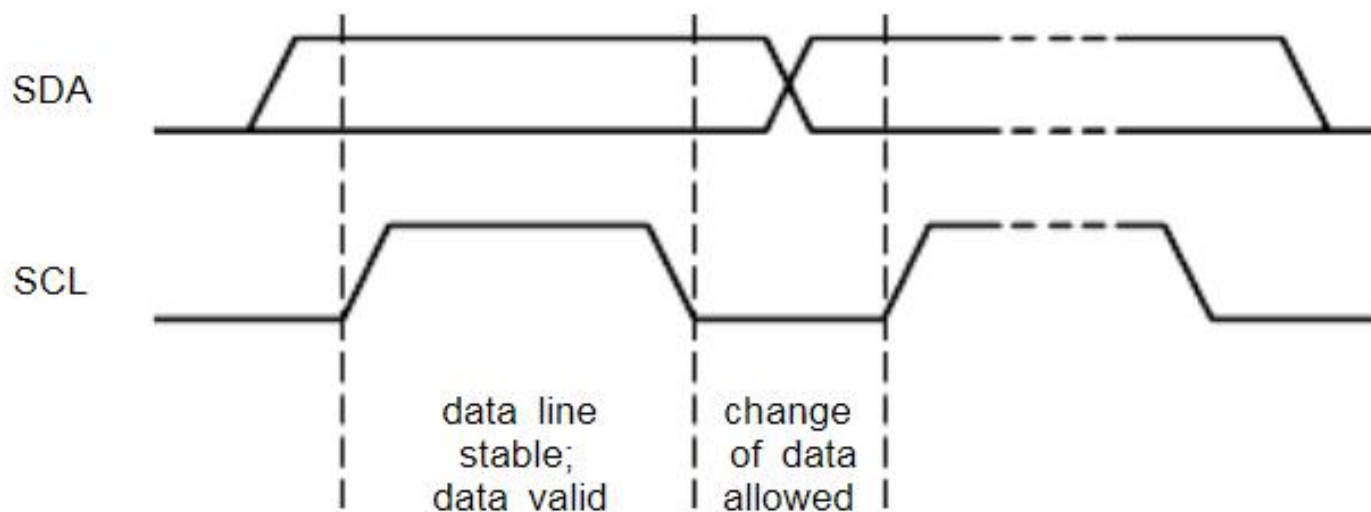 SDA
SCL
data line
stable;
data valid
change
of data
allowed